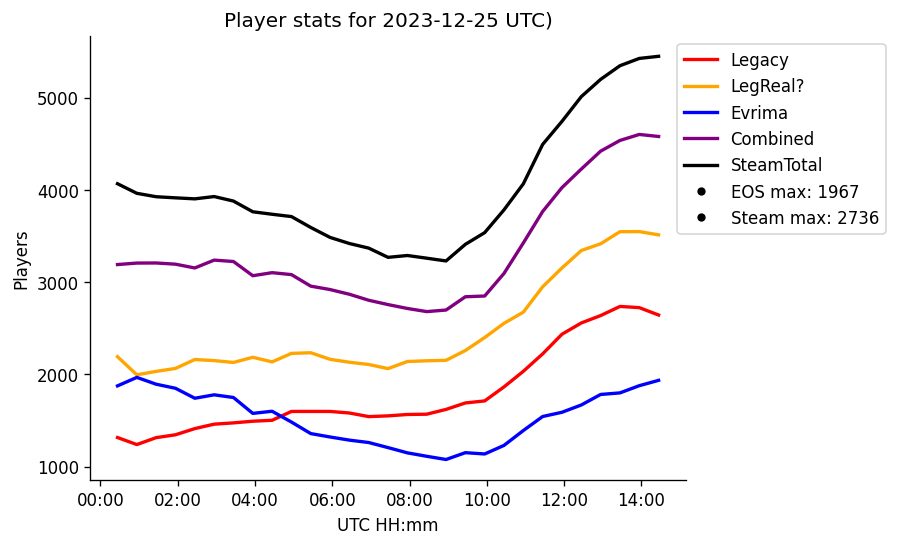 Player stats for 2023-12-25 UTC)
Players
5000
4000
3000
2000
1000
00:00 02:00 04:00 06:00 08:00 10:00 12:00 14:00
UTC HH:mm
Legacy
LegReal?
Evrima
Combined
SteamTotal
EOS max: 1967
Steam max: 2736